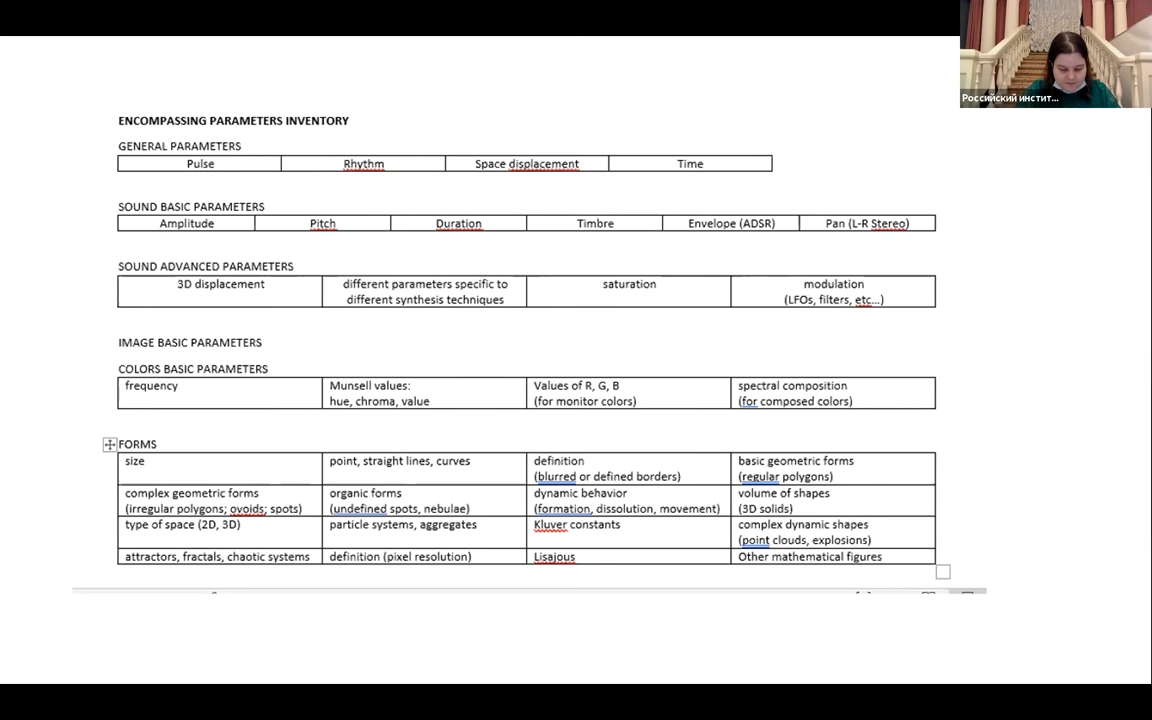 Российский инстит...
ENCOMPASSING PARAMETERS INVENTORY
GENERAL PARAMETERS
Pulse Rhythm Space displacement Time
SOUND BASIC PARAMETERS
Amplitude Pitch Duration Timbre Envelope (ADSR) Pan (L-R Stereo)
SOUND ADVANCED PARAMETERS
3D displacement different parameters specific to saturation modulation
different synthesis techniques (LFOs, filters, etc...)
IMAGE BASIC PARAMETERS
COLORS BASIC PARAMETERS
frequency Munsell values: Values of R, G, B spectral composition
hue, chroma, value (for monitor colors) (for composed colors)
FORMS
size point, straight lines, curves definition basic geometric forms
(blurred or defined borders) (regular polygons)
complex geometric forms organic forms dynamic behavior volume of shapes
(irregular polygons; ovoids; spots) (undefined spots, nebulae) (formation, dissolution, movement) (3D solids)
type of space (2D, 3D) particle systems, aggregates Kluver constants complex dynamic shapes
(point clouds, explosions)
attractors, fractals, chaotic systems definition (pixel resolution) Lisajous Other mathematical figures